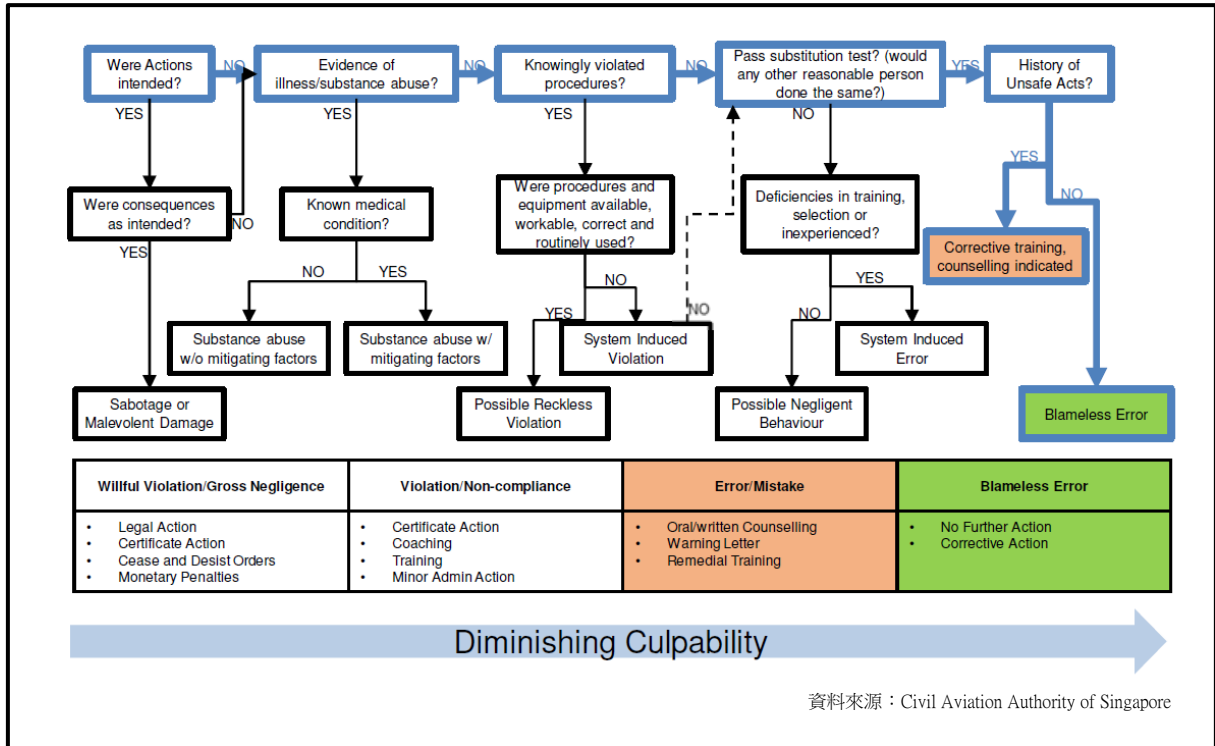 Were Actions
intended?
NO
Evidence of
illness/substance abuse?
NO
Knowingly violated
procedures?
NO
Pass substitution test? (would
any other reasonable person
done the same?)
YES
History of
Unsafe Acts?
YES
YES
YES
NO
YES
NO
Were consequences
as intended?
NO
Known medical
condition?
Were procedures and
equipment available,
workable, correct and
routinely used?
Deficiencies in training,
selection or
inexperienced?
Corrective training,
counselling indicated
YES
NO
YES
YES
NO
NO
NO
YES
Substance abuse
w/o mitigating factors
Substance abuse w/
mitigating factors
System Induced
Violation
System Induced
Error
Sabotage or
Malevolent Damage
Possible Reckless
Violation
Possible Negligent
Behaviour
Blameless Error
Willful Violation/Gross Negligence
• Legal Action
• Certificate Action
• Cease and Desist Orders
• Monetary Penalties
Violation/Non-compliance
• Certificate Action
• Coaching
• Training
• Minor Admin Action
Error/Mistake
• Oral/written Counselling
• Warning Letter
• Remedial Training
Blameless Error
• No Further Action
• Corrective Action
Diminishing Culpability
資料來源：Civil Aviation Authority of Singapore